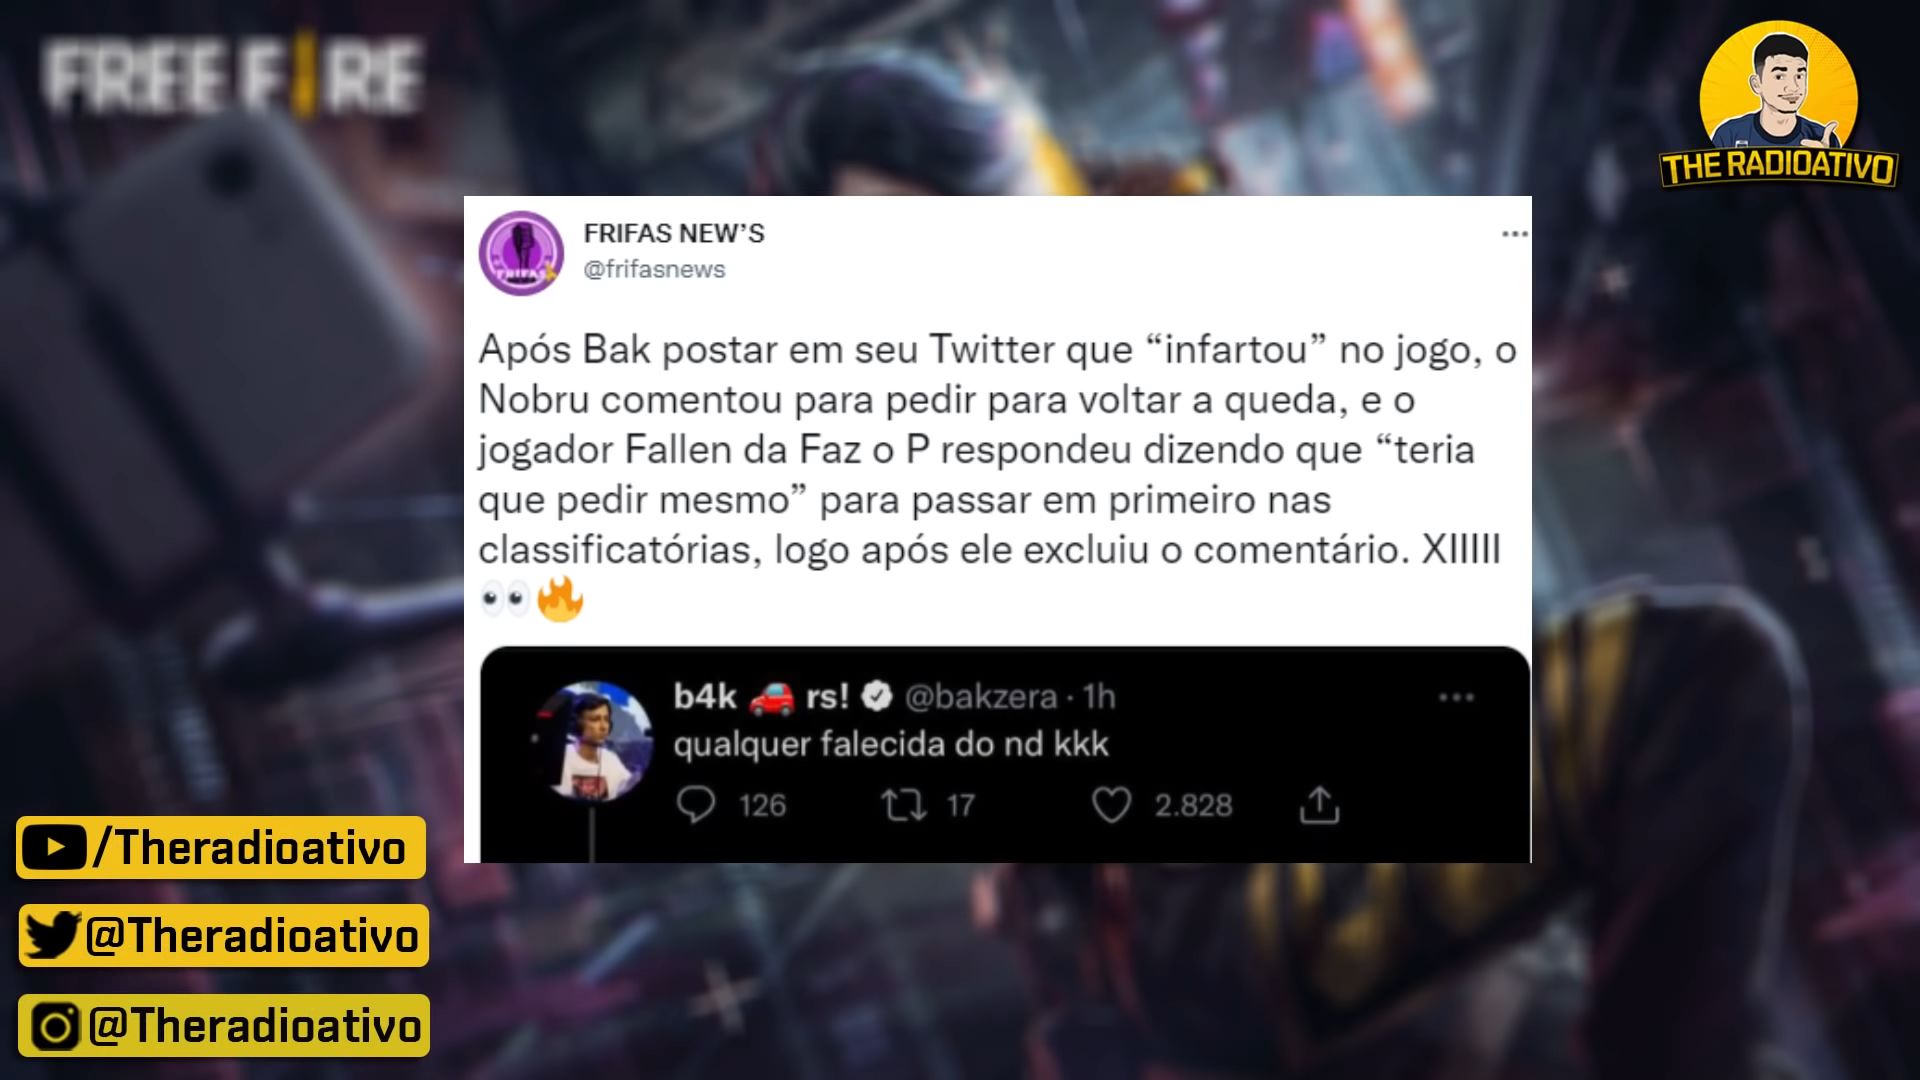 FREE FIRE
THE RADIOATIVO
FRIFAS NEW’S
@frifasnews
Após Bak postar em seu Twitter que “infartou” no jogo, o
Nobru comentou para pedir para voltar a queda, e o
jogador Fallen da Faz o P respondeu dizendo que “teria
que pedir mesmo” para passar em primeiro nas
classificatórias, logo após ele excluiu o comentário. XIIIII
👀🔥
b4k 🚗 rs! @bakzera · 1h
qualquer falecida do nd kkk
126 17 2.828
/Theradioativo
@Theradioativo
@Theradioativo